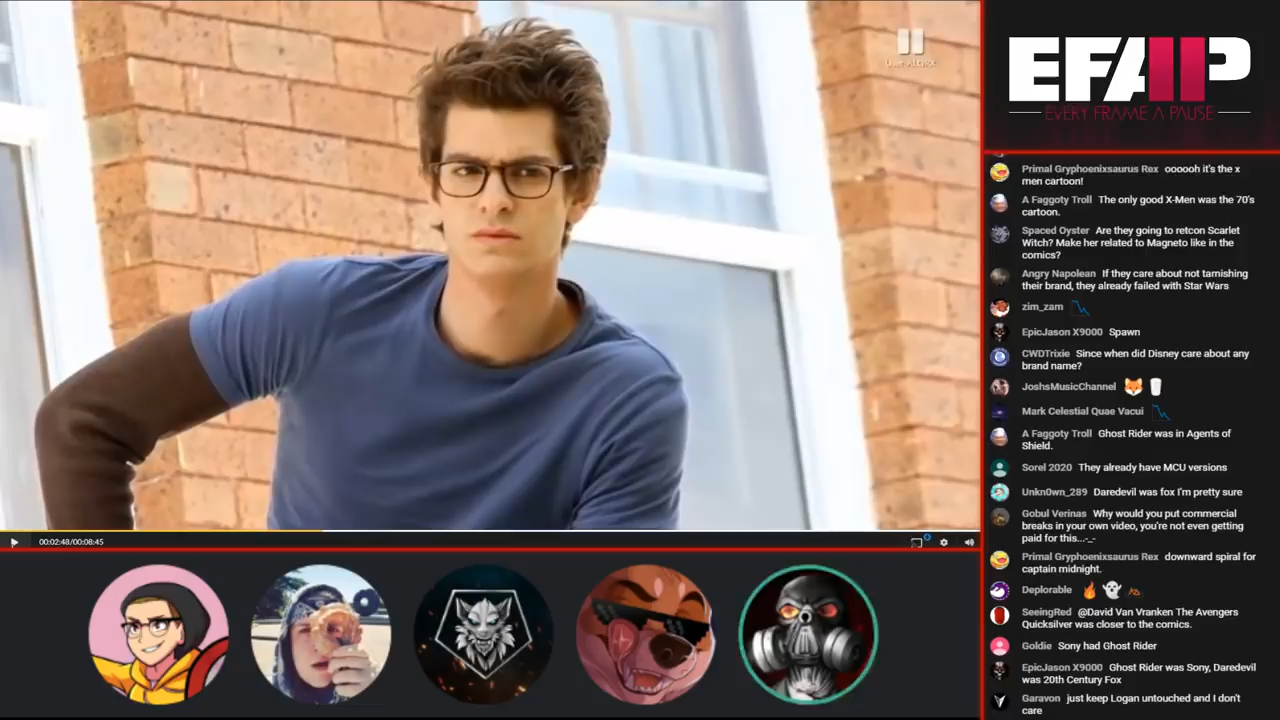 EFAP
EVERY FRAME A PAUSE
Primal Gryphoenixsaurus Rex oooooh it's the x
men cartoon!
A Faggoty Troll The only good X-Men was the 70's
cartoon.
Spaced Oyster Are they going to retcon Scarlet
Witch? Make her related to Magneto like in the
comics?
Angry Napolean If they care about not tarnishing
their brand, they already failed with Star Wars
zim_zam
EpicJason X9000 Spawn
CWDTrixie Since when did Disney care about any
brand name?
JoshsMusicChannel
Mark Celestial Quae Vacui
A Faggoty Troll Ghost Rider was in Agents of
Shield.
Sorel 2020 They already have MCU versions
Unkn0wn_289 Daredevil was fox I'm pretty sure
Gobul Verinas Why would you put commercial
breaks in your own video, you're not even getting
paid for this...-_-
Primal Gryphoenixsaurus Rex downward spiral for
captain midnight.
Deplorable
SeeingRed @David Van Vranken The Avengers
Quicksilver was closer to the comics.
Goldie Sony had Ghost Rider
EpicJason X9000 Ghost Rider was Sony, Daredevil
was 20th Century Fox
Garavon just keep Logan untouched and I don't
care
00:02:48/00:08:45